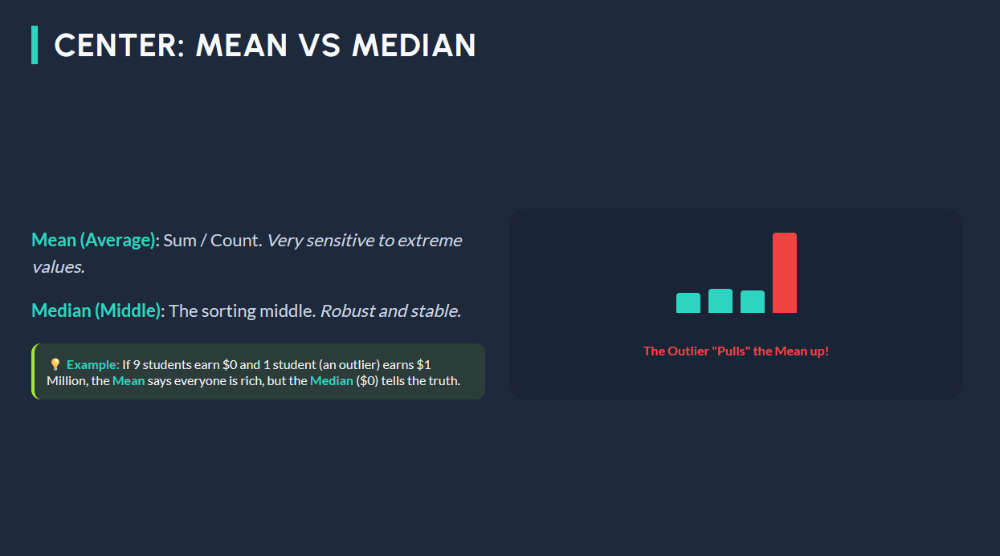 CENTER: MEAN VS MEDIAN
Mean (Average): Sum / Count. Very sensitive to extreme
values.
Median (Middle): The sorting middle. Robust and stable.
💡 Example: If 9 students earn $0 and 1 student (an outlier) earns $1
Million, the Mean says everyone is rich, but the Median ($0) tells the truth.
The Outlier "Pulls" the Mean up!